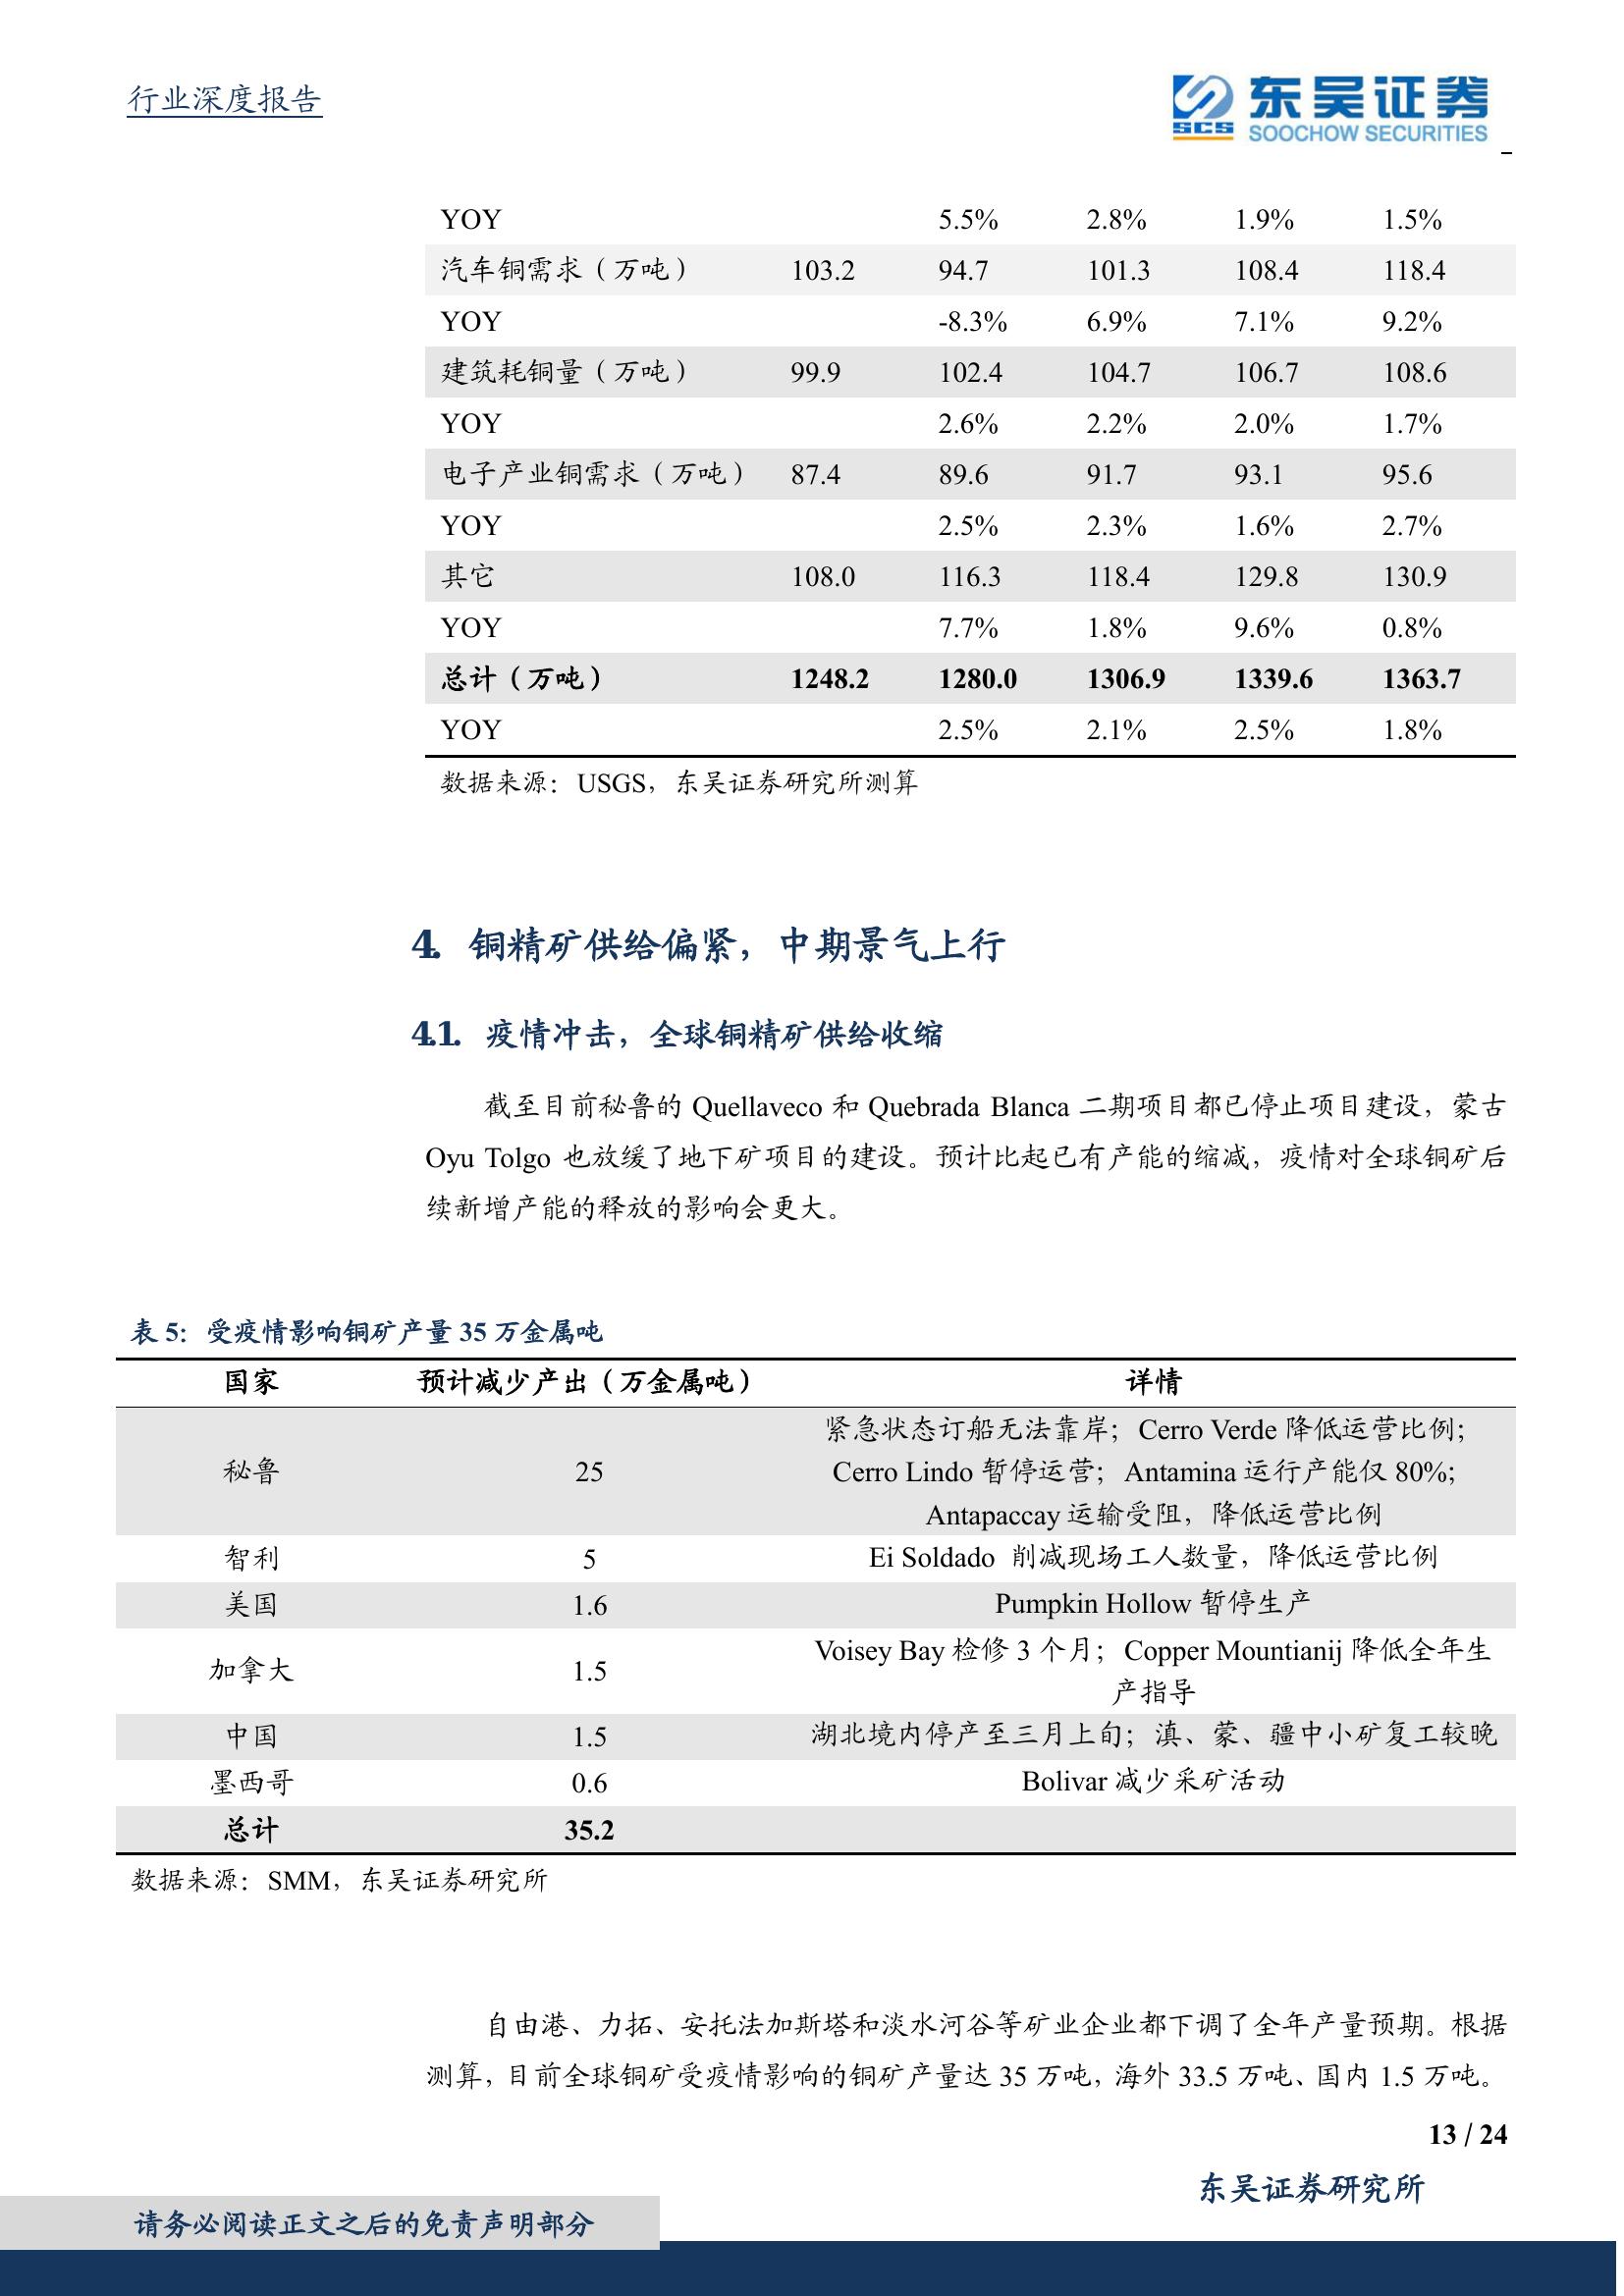 行业深度报告
SCS 东吴证券
SOOCHOW SECURITIES
YOY 5.5% 2.8% 1.9% 1.5%
汽车铜需求（万吨） 103.2 94.7 101.3 108.4 118.4
YOY -8.3% 6.9% 7.1% 9.2%
建筑耗铜量（万吨） 99.9 102.4 104.7 106.7 108.6
YOY 2.6% 2.2% 2.0% 1.7%
电子产业铜需求（万吨） 87.4 89.6 91.7 93.1 95.6
YOY 2.5% 2.3% 1.6% 2.7%
其它 108.0 116.3 118.4 129.8 130.9
YOY 7.7% 1.8% 9.6% 0.8%
总计（万吨） 1248.2 1280.0 1306.9 1339.6 1363.7
YOY 2.5% 2.1% 2.5% 1.8%
数据来源：USGS，东吴证券研究所测算
4. 铜精矿供给偏紧，中期景气上行
4.1. 疫情冲击，全球铜精矿供给收缩
截至目前秘鲁的 Quellaveco 和 Quebrada Blanca 二期项目都已停止项目建设，蒙古
Oyu Tolgo 也放缓了地下矿项目的建设。预计比起已有产能的缩减，疫情对全球铜矿后
续新增产能的释放的影响会更大。
表 5：受疫情影响铜矿产量 35 万金属吨
国家 预计减少产出（万金属吨） 详情
紧急状态订船无法靠岸；Cerro Verde 降低运营比例；
秘鲁 25 Cerro Lindo 暂停运营；Antamina 运行产能仅 80%；
Antapaccay 运输受阻，降低运营比例
智利 5 Ei Soldado 削减现场工人数量，降低运营比例
美国 1.6 Pumpkin Hollow 暂停生产
加拿大 1.5 Voisey Bay 检修 3 个月；Copper Mountianij 降低全年生
产指导
中国 1.5 湖北境内停产至三月上旬；滇、蒙、疆中小矿复工较晚
墨西哥 0.6 Bolivar 减少采矿活动
总计 35.2
数据来源：SMM，东吴证券研究所
自由港、力拓、安托法加斯塔和淡水河谷等矿业企业都下调了全年产量预期。根据
测算，目前全球铜矿受疫情影响的铜矿产量达 35 万吨，海外 33.5 万吨、国内 1.5 万吨。
13 / 24
东吴证券研究所
请务必阅读正文之后的免责声明部分